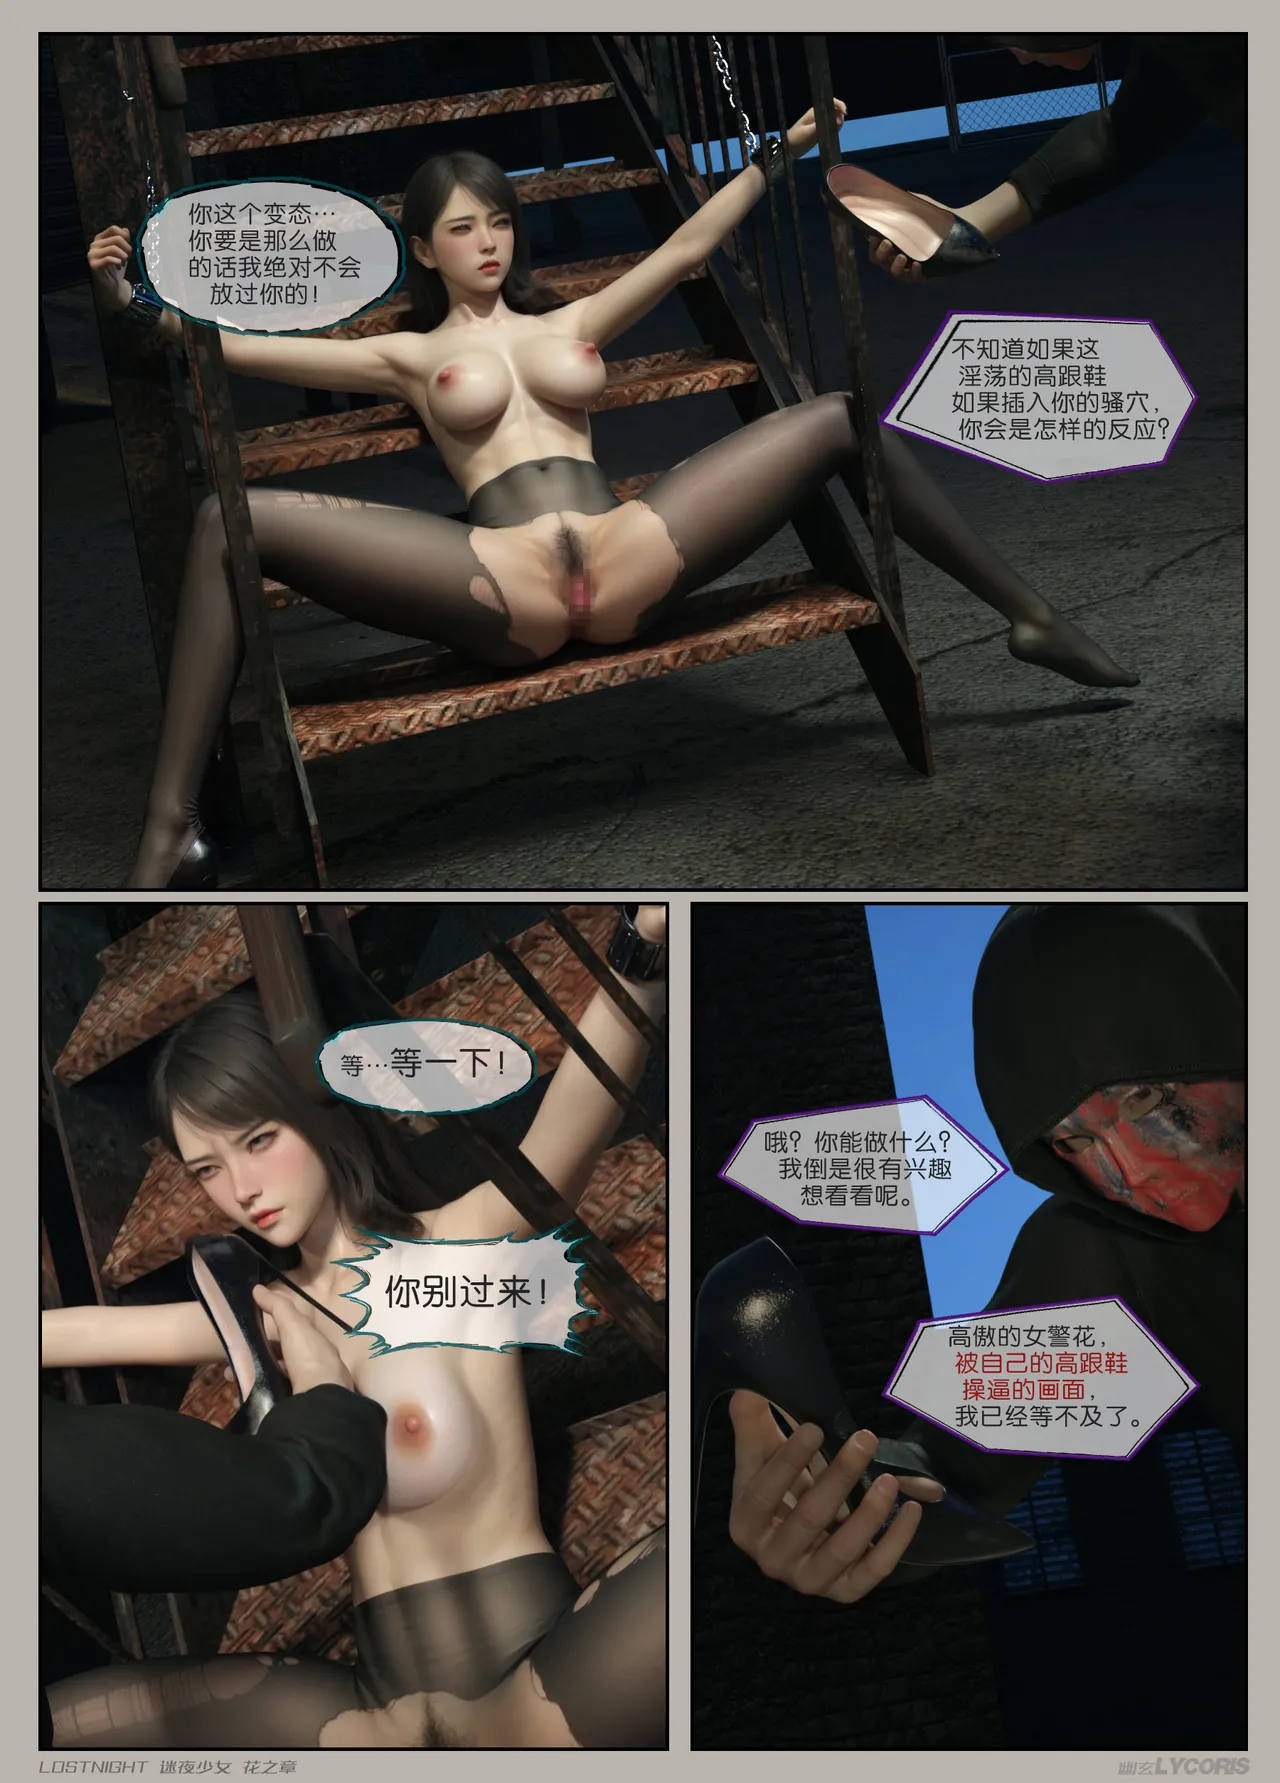 你这个变态…
你要是那么做
的话我绝对不会
放过你的！
不知道如果这
淫荡的高跟鞋
如果插入你的骚穴，
你会是怎样的反应？
等…等一下！
你别过来！
哦？你能做什么？
我倒是很有兴趣
想看看呢。
高傲的女警花，
被自己的高跟鞋
操逼的画面，
我已经等不及了。
LOSTNIGHT 迷夜少女 花之章
幽玄LYCORIS